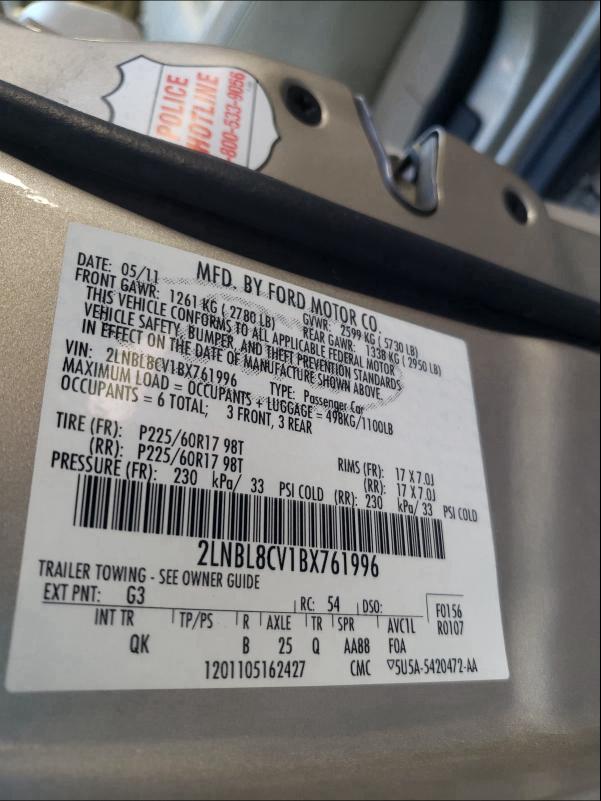 POLICE
HOTLINE
-800-533-9056
MFD. BY FORD MOTOR CO.
DATE: 05/11 GVWR: 2599 KG (5730 LB)
FRONT GAWR: 1261 KG (2780 LB) REAR GAWR: 1338 KG (2950 LB)
THIS VEHICLE CONFORMS TO ALL APPLICABLE FEDERAL MOTOR
VEHICLE SAFETY, BUMPER, AND THEFT PREVENTION STANDARDS
IN EFFECT ON THE DATE OF MANUFACTURE SHOWN ABOVE
VIN: 2LNBL8CV1BX761996 TYPE: Passenger Car
MAXIMUM LOAD = OCCUPANTS + LUGGAGE = 498KG/1100LB
OCCUPANTS = 6 TOTAL; 3 FRONT, 3 REAR
TIRE (FR): P225/60R17 98T RIMS (FR): 17 X 7.0J
(RR): P225/60R17 98T (RR): 17 X 7.0J
PRESSURE (FR): 230 kPa/ 33 PSI COLD (RR): 230 kPa/ 33 PSI COLD
2LNBL8CV1BX761996
TRAILER TOWING - SEE OWNER GUIDE
EXT PNT: G3 RC: 54 DSO: F0156
R0107
INT TR TP/PS R AXLE TR SPR AVC1L
QK B 25 Q AA88 F0A
1201105162427 CMC ▽5U5A-5420472-AA